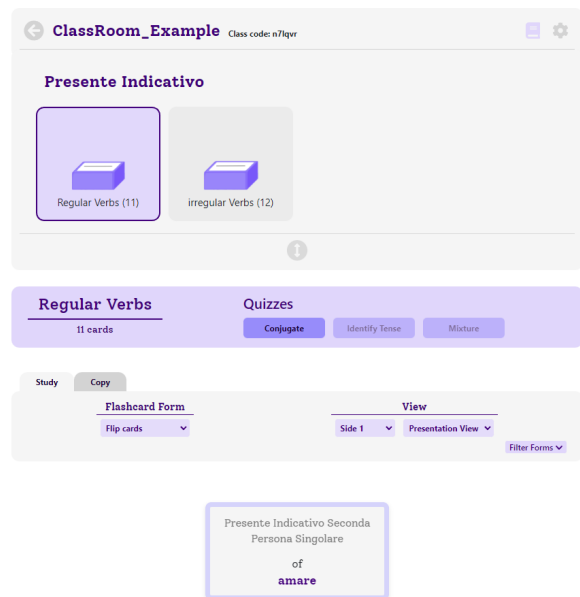 ClassRoom_Example Class code: n7lqvr
Presente Indicativo
Regular Verbs (11)
irregular Verbs (12)
Regular Verbs
11 cards
Quizzes
Conjugate
Identify Tense
Mixture
Study
Copy
Flashcard Form
Flip cards
View
Side 1
Presentation View
Filter Forms
Presente Indicativo Seconda
Persona Singolare
of
amare